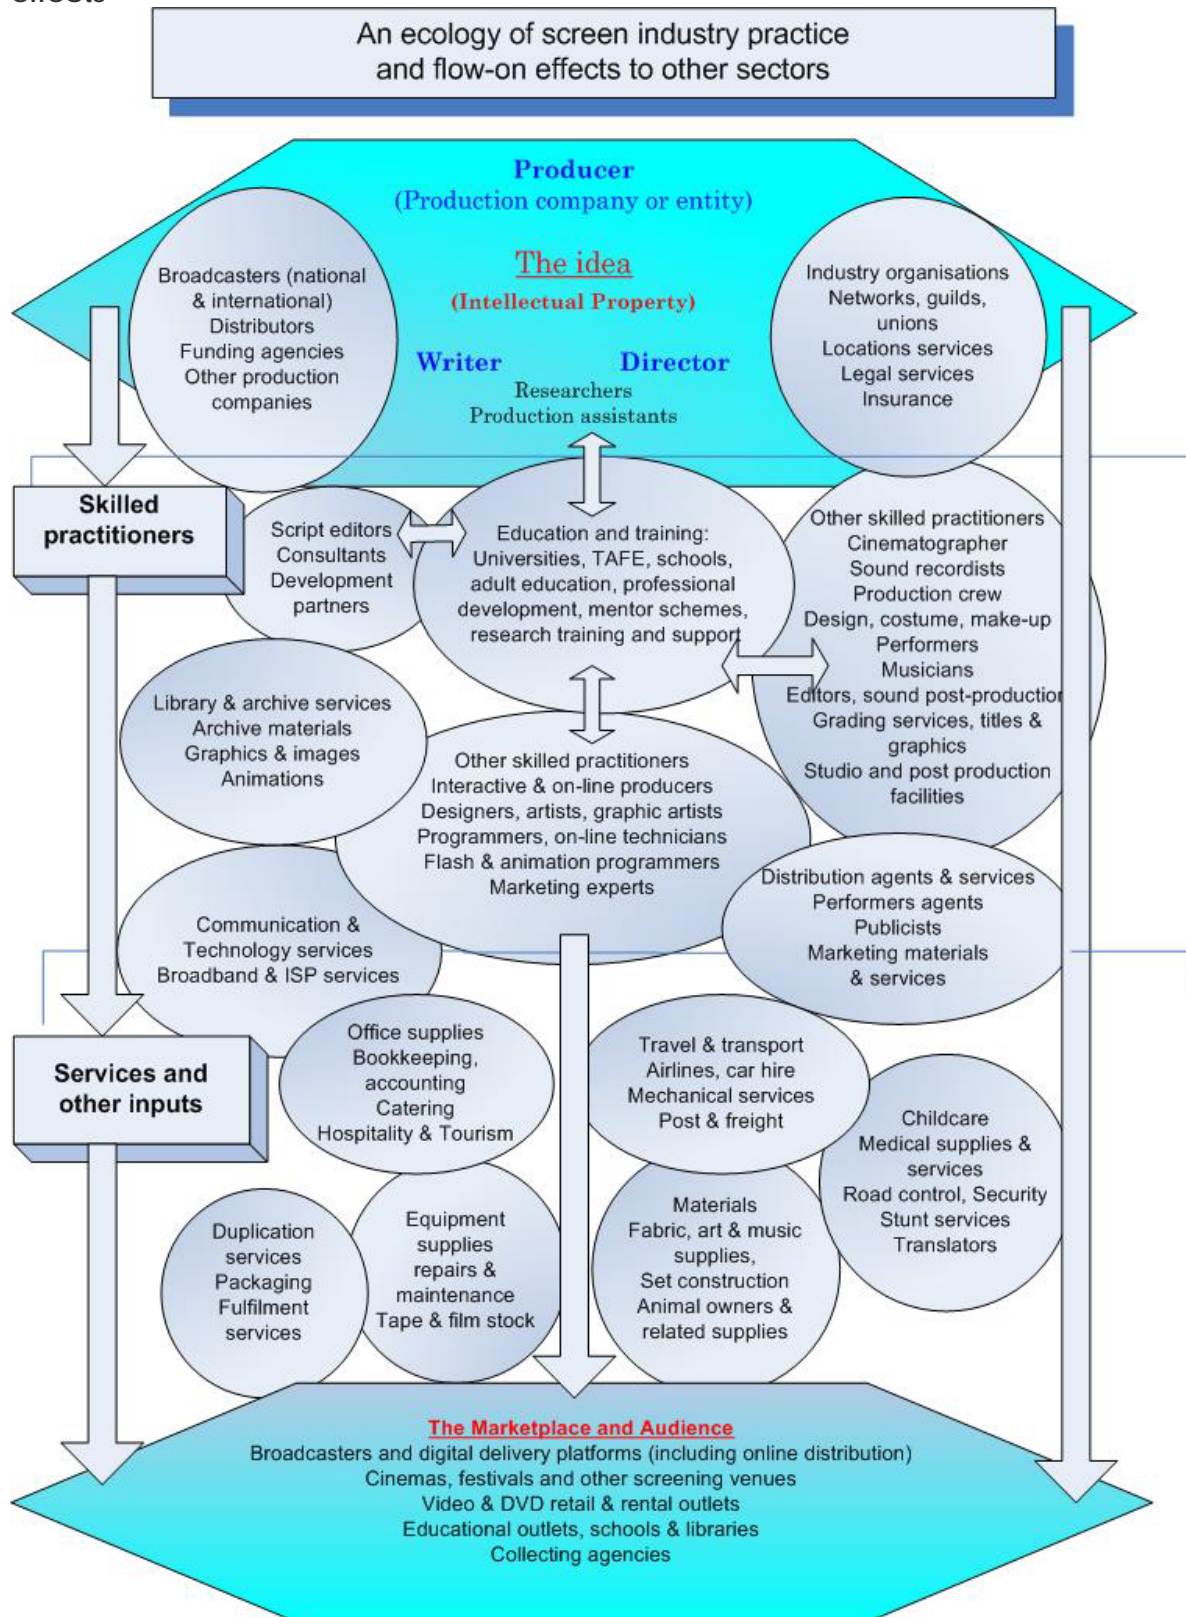 effects
An ecology of screen industry practice
and flow-on effects to other sectors
Producer
(Production company or entity)
The idea
(Intellectual Property)
Writer
Director
Researchers
Production assistants
Broadcasters (national
& international)
Distributors
Funding agencies
Other production
companies
Industry organisations
Networks, guilds,
unions
Locations services
Legal services
Insurance
Skilled
practitioners
Script editors
Consultants
Development
partners
Education and training:
Universities, TAFE, schools,
adult education, professional
development, mentor schemes,
research training and support
Other skilled practitioners
Cinematographer
Sound recordists
Production crew
Design, costume, make-up
Performers
Musicians
Editors, sound post-production
Grading services, titles &
graphics
Studio and post production
facilities
Library & archive services
Archive materials
Graphics & images
Animations
Other skilled practitioners
Interactive & on-line producers
Designers, artists, graphic artists
Programmers, on-line technicians
Flash & animation programmers
Marketing experts
Distribution agents & services
Performers agents
Publicists
Marketing materials
& services
Communication &
Technology services
Broadband & ISP services
Services and
other inputs
Office supplies
Bookkeeping,
accounting
Catering
Hospitality & Tourism
Travel & transport
Airlines, car hire
Mechanical services
Post & freight
Childcare
Medical supplies &
services
Road control, Security
Stunt services
Translators
Duplication
services
Packaging
Fulfilment
services
Equipment
supplies
repairs &
maintenance
Tape & film stock
Materials
Fabric, art & music
supplies,
Set construction
Animal owners &
related supplies
The Marketplace and Audience
Broadcasters and digital delivery platforms (including online distribution)
Cinemas, festivals and other screening venues
Video & DVD retail & rental outlets
Educational outlets, schools & libraries
Collecting agencies